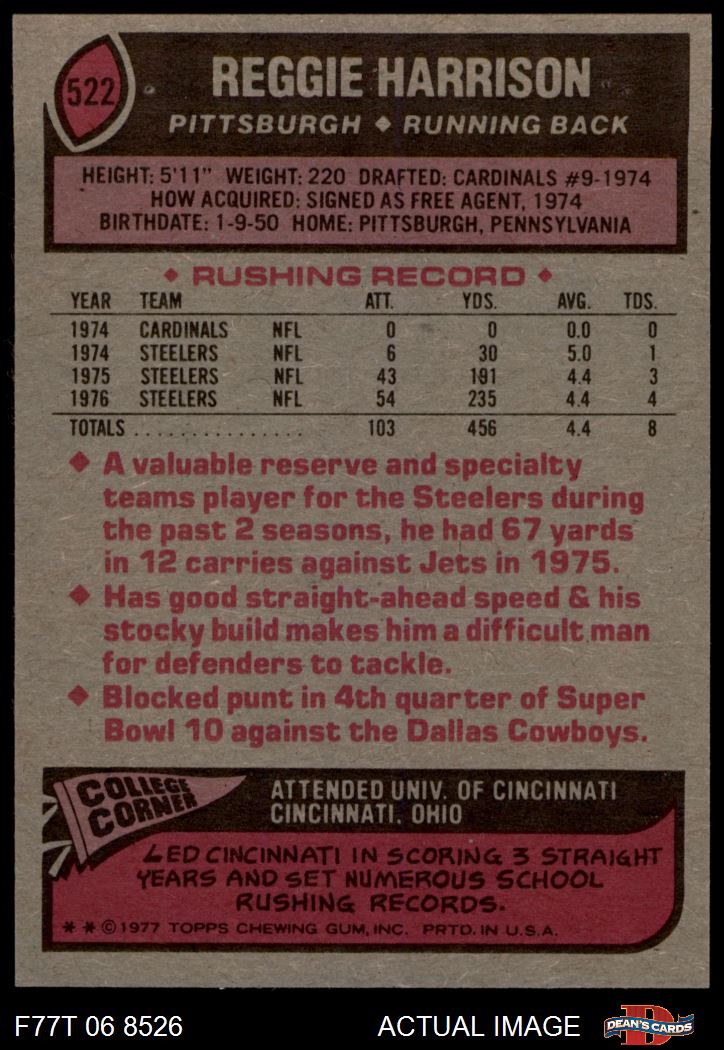 522
REGGIE HARRISON
PITTSBURGH ◆ RUNNING BACK
HEIGHT: 5'11" WEIGHT: 220 DRAFTED: CARDINALS #9-1974
HOW ACQUIRED: SIGNED AS FREE AGENT, 1974
BIRTHDATE: 1-9-50 HOME: PITTSBURGH, PENNSYLVANIA
◆ RUSHING RECORD ◆
YEAR TEAM ATT. YDS. AVG. TDS.
1974 CARDINALS NFL 0 0 0.0 0
1974 STEELERS NFL 6 30 5.0 1
1975 STEELERS NFL 43 191 4.4 3
1976 STEELERS NFL 54 235 4.4 4
TOTALS ................ 103 456 4.4 8
◆ A valuable reserve and specialty
teams player for the Steelers during
the past 2 seasons, he had 67 yards
in 12 carries against Jets in 1975.
◆ Has good straight-ahead speed & his
stocky build makes him a difficult man
for defenders to tackle.
◆ Blocked punt in 4th quarter of Super
Bowl 10 against the Dallas Cowboys.
COLLEGE
CORNER
ATTENDED UNIV. OF CINCINNATI
CINCINNATI, OHIO
LED CINCINNATI IN SCORING 3 STRAIGHT
YEARS AND SET NUMEROUS SCHOOL
RUSHING RECORDS.
* * © 1977 TOPPS CHEWING GUM, INC. PRTD. IN U.S.A.
F77T 06 8526 ACTUAL IMAGE D DEAN'S CARDS